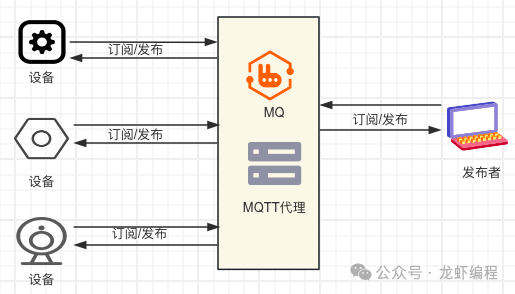 订阅/发布
设备
MQ
订阅/发布
订阅/发布
发布者
设备
MQTT代理
订阅/发布
设备
公众号 · 龙虾编程